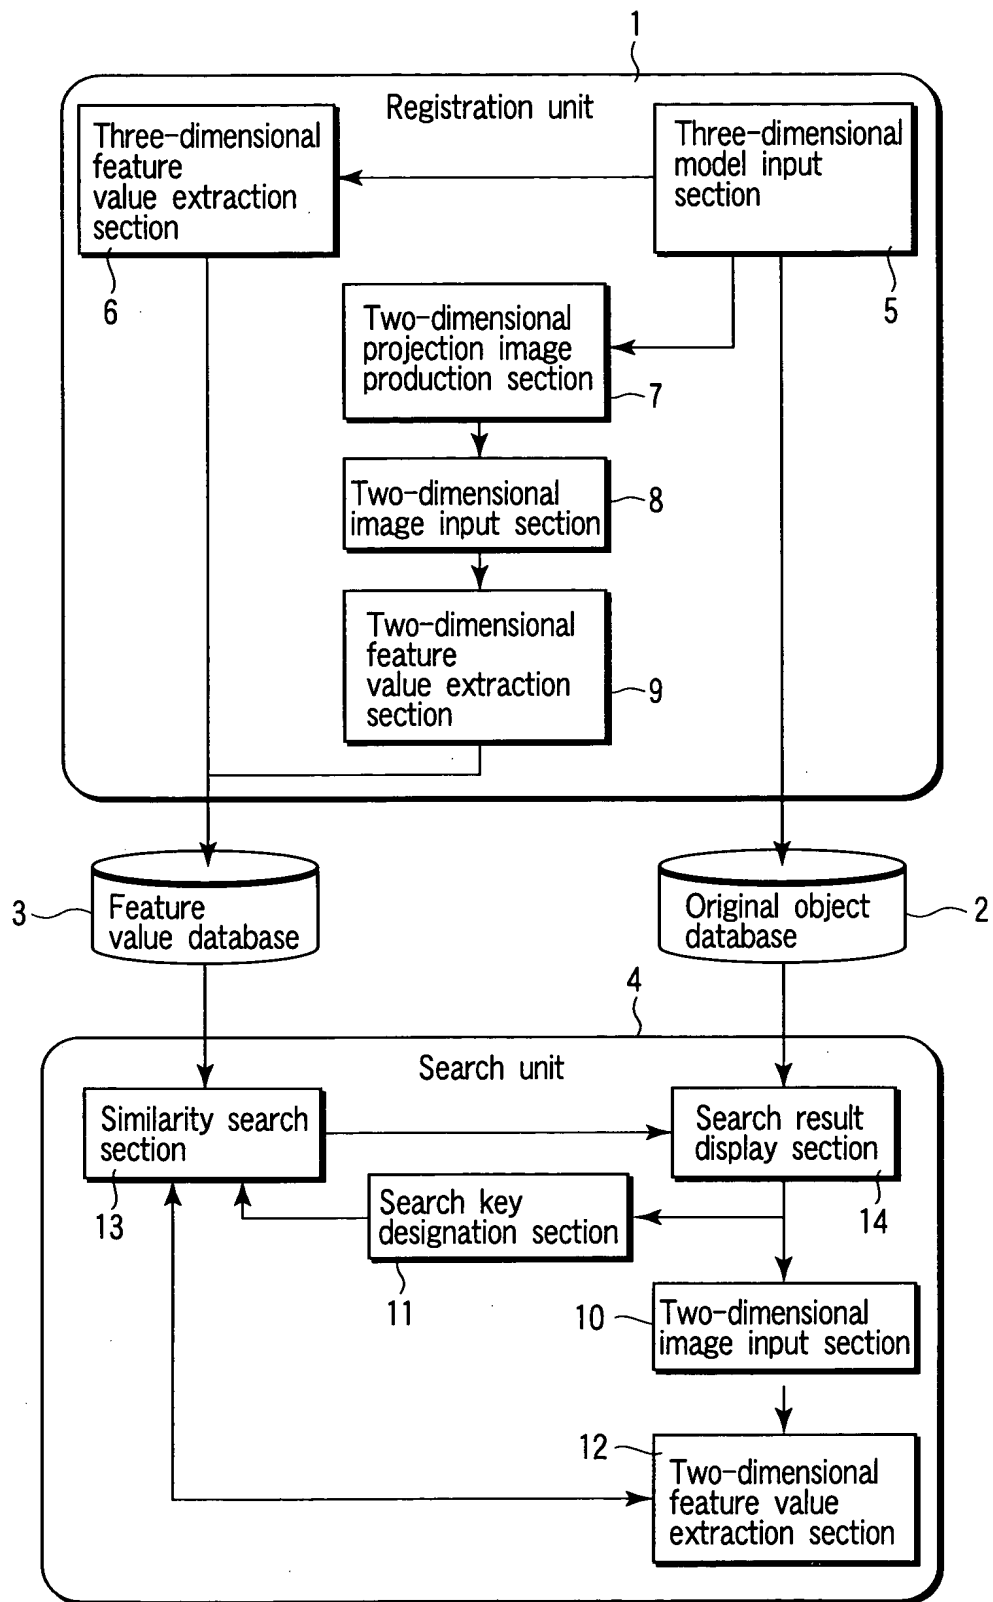 1
Registration unit
Three-dimensional
feature
value extraction
section
6
Three-dimensional
model input
section
5
Two-dimensional
projection image
production section
7
Two-dimensional
image input section
8
Two-dimensional
feature
value extraction
section
9
3
Feature
value database
Original object
database
2
4
Search unit
Similarity search
section
13
Search result
display section
14
Search key
designation section
11
10
Two-dimensional
image input section
12
Two-dimensional
feature value
extraction section